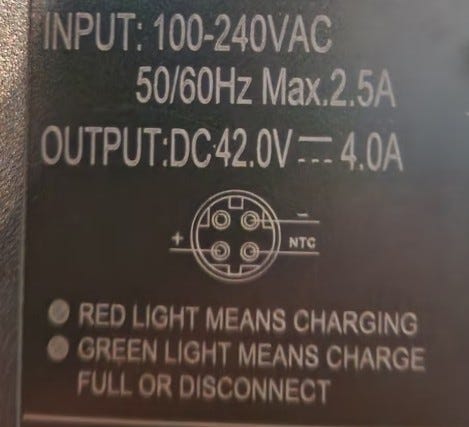 INPUT: 100-240VAC
50/60Hz Max.2.5A
OUTPUT:DC42.0V⎓4.0A
-
+ NTC
RED LIGHT MEANS CHARGING
GREEN LIGHT MEANS CHARGE
FULL OR DISCONNECT